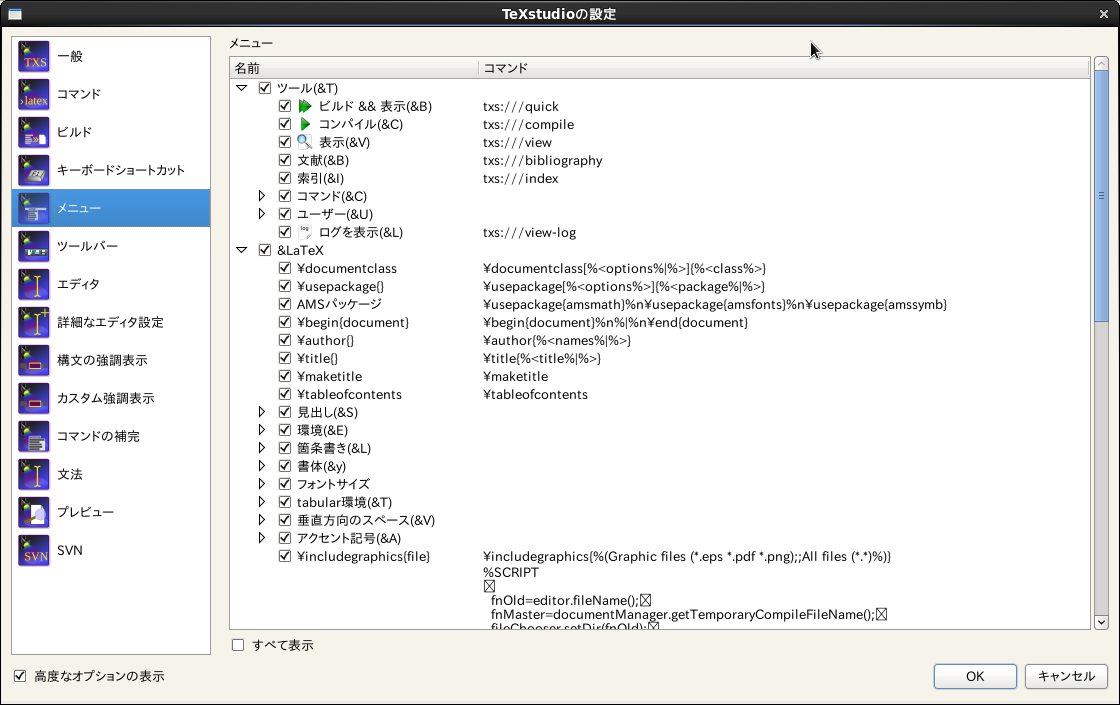 TeXstudioの設定
TXS 一般
›latex コマンド
ビルド
キーボードショートカット
メニュー
ツールバー
エディタ
詳細なエディタ設定
構文の強調表示
カスタム強調表示
コマンドの補完
文法
プレビュー
SVN SVN
メニュー
名前 コマンド
ツール(&T)
ビルド && 表示(&B) txs:///quick
コンパイル(&C) txs:///compile
表示(&V) txs:///view
文献(&B) txs:///bibliography
索引(&I) txs:///index
コマンド(&C)
ユーザー(&U)
log ログを表示(&L) txs:///view-log
&LaTeX
¥documentclass ¥documentclass[%<options%|%>]{%<class%>}
¥usepackage{} ¥usepackage[%<options%>]{%<package%|%>}
AMSパッケージ ¥usepackage{amsmath}%n¥usepackage{amsfonts}%n¥usepackage{amssymb}
¥begin{document} ¥begin{document}%n%|%n¥end{document}
¥author{} ¥author{%<names%|%>}
¥title{} ¥title{%<title%|%>}
¥maketitle ¥maketitle
¥tableofcontents ¥tableofcontents
見出し(&S)
環境(&E)
箇条書き(&L)
書体(&y)
フォントサイズ
tabular環境(&T)
垂直方向のスペース(&V)
アクセント記号(&A)
¥includegraphics{file} ¥includegraphics{%(Graphic files (*.eps *.pdf *.png);;All files (*.*)%)}
%SCRIPT
fnOld=editor.fileName();
fnMaster=documentManager.getTemporaryCompileFileName();
fileChooser.setDir(fnOld);
すべて表示
高度なオプションの表示
OK
キャンセル